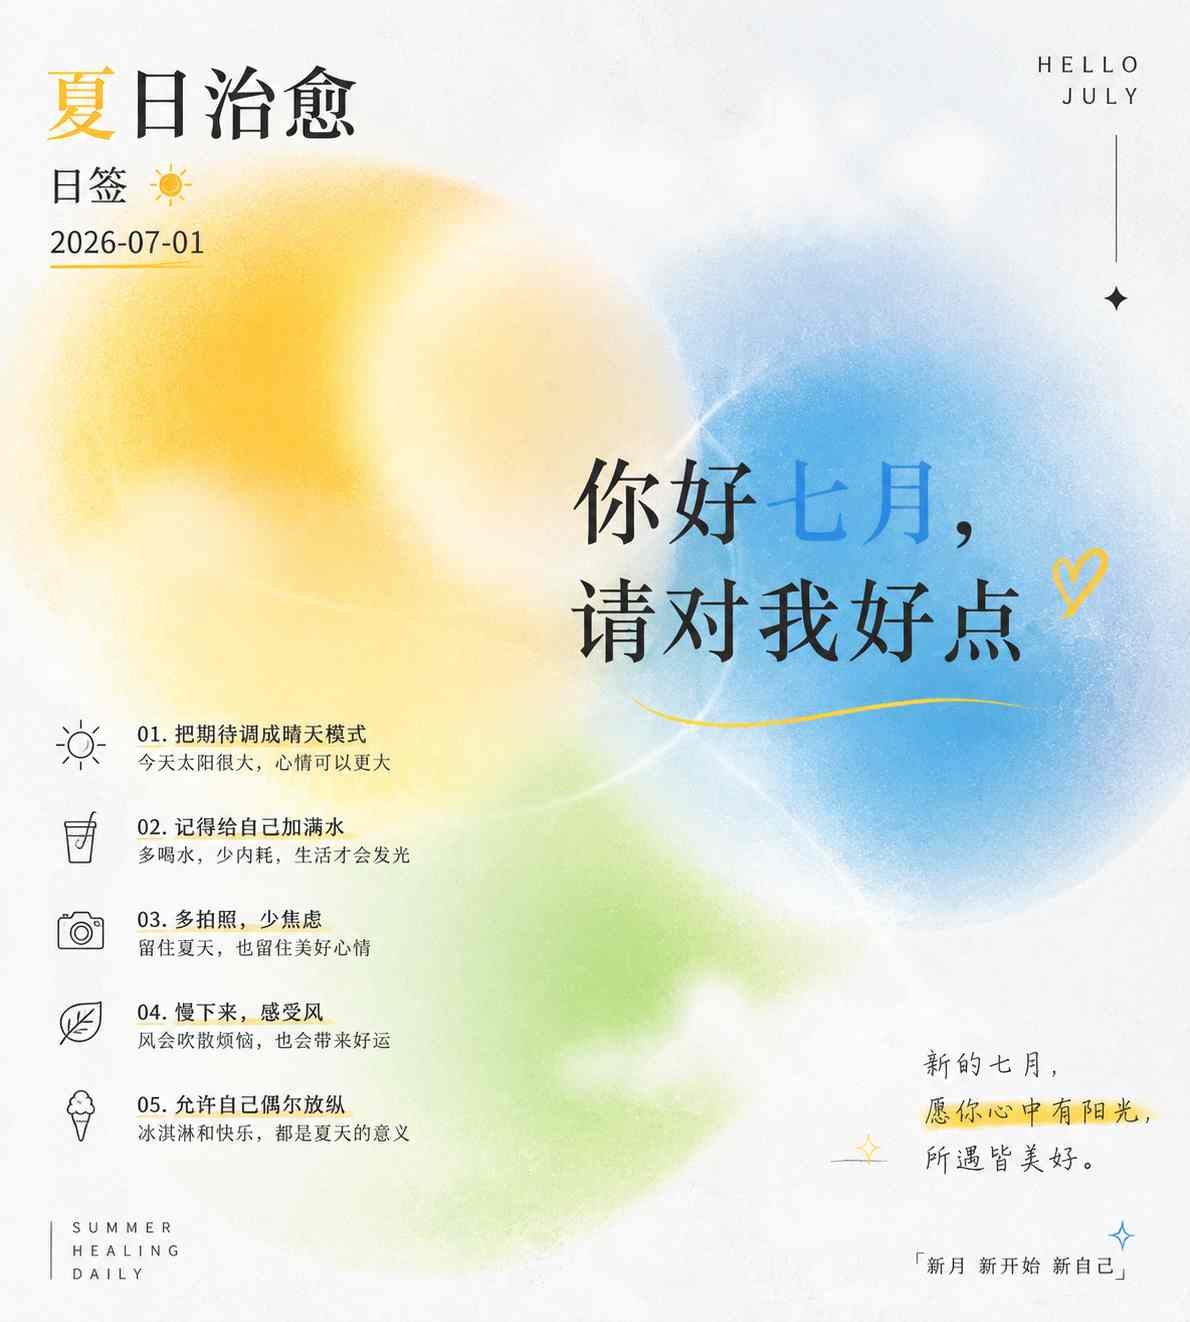 夏日治愈
日签
2026-07-01
HELLO
JULY
你好七月，
请对我好点
01. 把期待调成晴天模式
今天太阳很大，心情可以更大
02. 记得给自己加满水
多喝水，少内耗，生活才会发光
03. 多拍照，少焦虑
留住夏天，也留住美好心情
04. 慢下来，感受风
风会吹散烦恼，也会带来好运
05. 允许自己偶尔放纵
冰淇淋和快乐，都是夏天的意义
新的七月，
愿你心中有阳光，
所遇皆美好。
SUMMER
HEALING
DAILY
「新月 新开始 新自己」